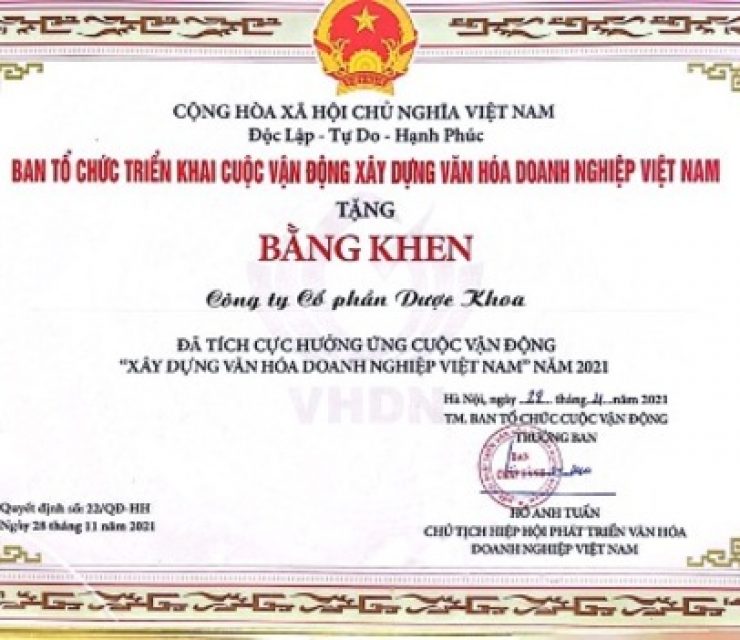 CỘNG HÒA XÃ HỘI CHỦ NGHĨA VIỆT NAM
Độc Lập - Tự Do - Hạnh Phúc
BAN TỔ CHỨC TRIỂN KHAI CUỘC VẬN ĐỘNG XÂY DỰNG VĂN HÓA DOANH NGHIỆP VIỆT NAM
TẶNG
BẰNG KHEN
Công ty Cổ phần Dược Khoa
ĐÃ TÍCH CỰC HƯỞNG ỨNG CUỘC VẬN ĐỘNG
"XÂY DỰNG VĂN HÓA DOANH NGHIỆP VIỆT NAM" NĂM 2021
VHDN
Hà Nội, ngày 28 tháng 11 năm 2021
TM. BAN TỔ CHỨC CUỘC VẬN ĐỘNG
TRƯỞNG BAN
Quyết định số: 22/QĐ-HH
Ngày 28 tháng 11 năm 2021
HỒ ANH TUẤN
CHỦ TỊCH HIỆP HỘI PHÁT TRIỂN VĂN HÓA
DOANH NGHIỆP VIỆT NAM